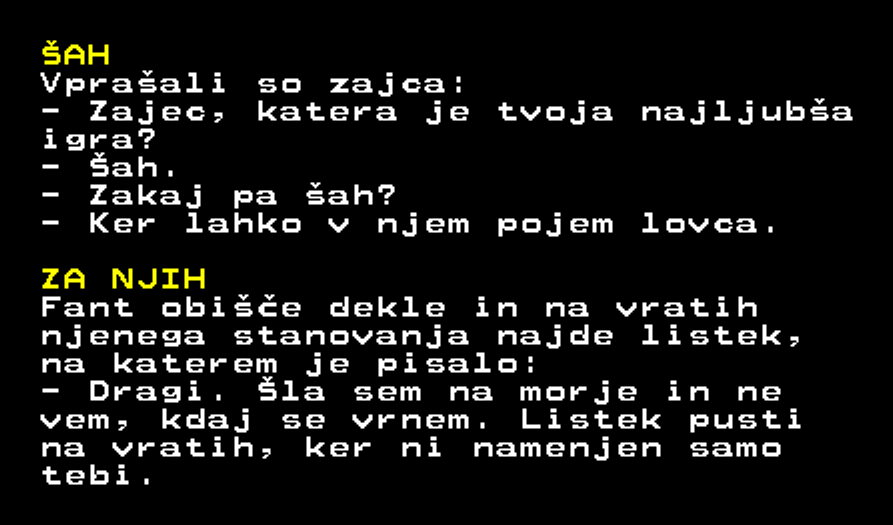 ŠAH
Vprašali so zajca:
- Zajec, katera je tvoja najljubša
igra?
- Šah.
- Zakaj pa šah?
- Ker lahko v njem pojem lovca.
ZA NJIH
Fant obišče dekle in na vratih
njenega stanovanja najde listek,
na katerem je pisalo:
- Dragi. Šla sem na morje in ne
vem, kdaj se vrnem. Listek pusti
na vratih, ker ni namenjen samo
tebi.